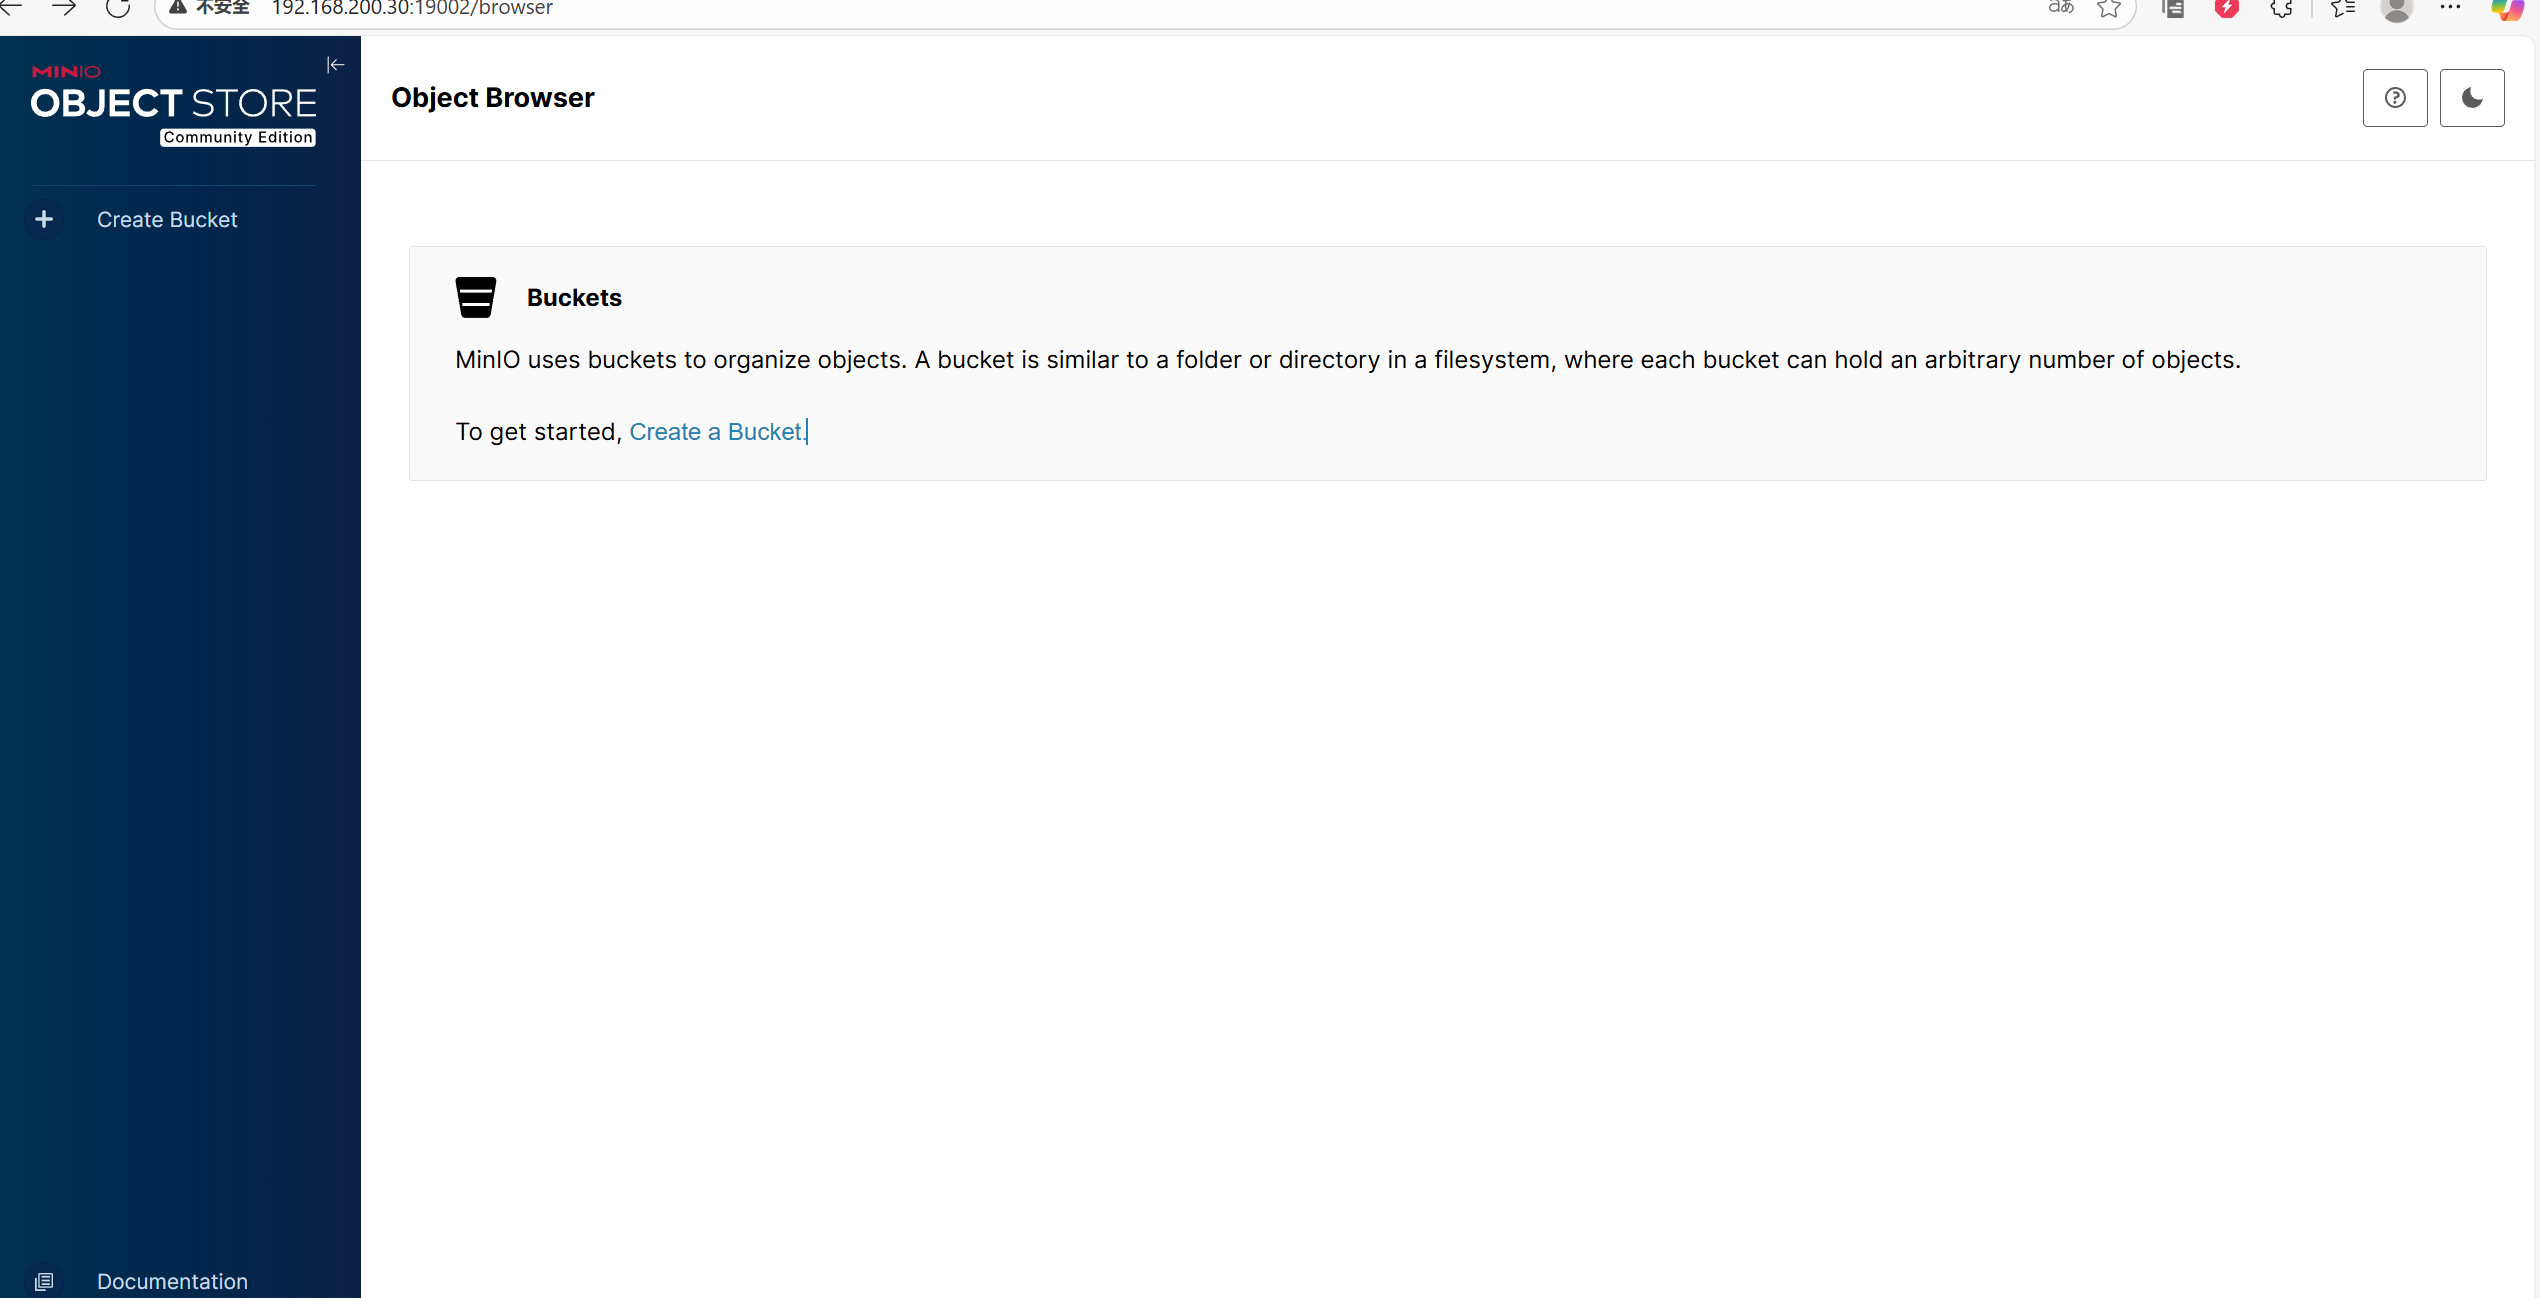 不安全 192.168.200.30:19002/browser
MINIO
OBJECT STORE
Community Edition
Create Bucket
Documentation
Object Browser
Buckets
MinIO uses buckets to organize objects. A bucket is similar to a folder or directory in a filesystem, where each bucket can hold an arbitrary number of objects.
To get started, Create a Bucket.